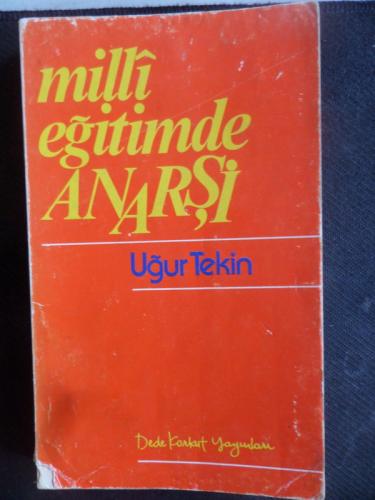 millî
eğitimde
ANARŞİ
Uğur Tekin
Dede Korkut Yayınları